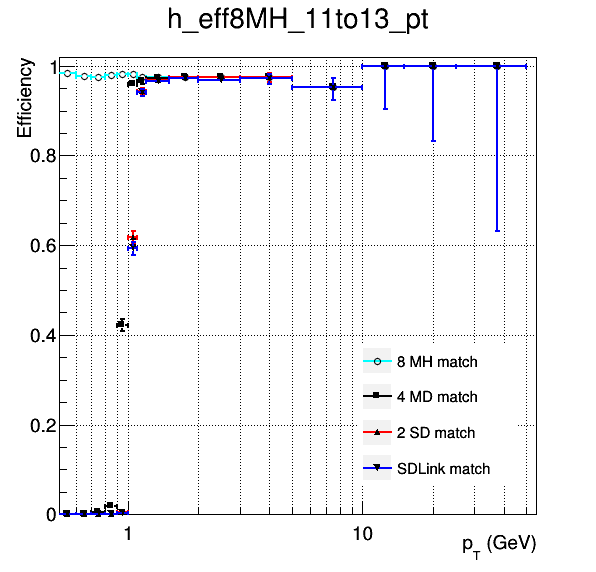 h_eff8MH_11to13_pt
Efficiency
1
0.8
0.6
0.4
0.2
0
8 MH match
4 MD match
2 SD match
SDLink match
1
10
p_T (GeV)